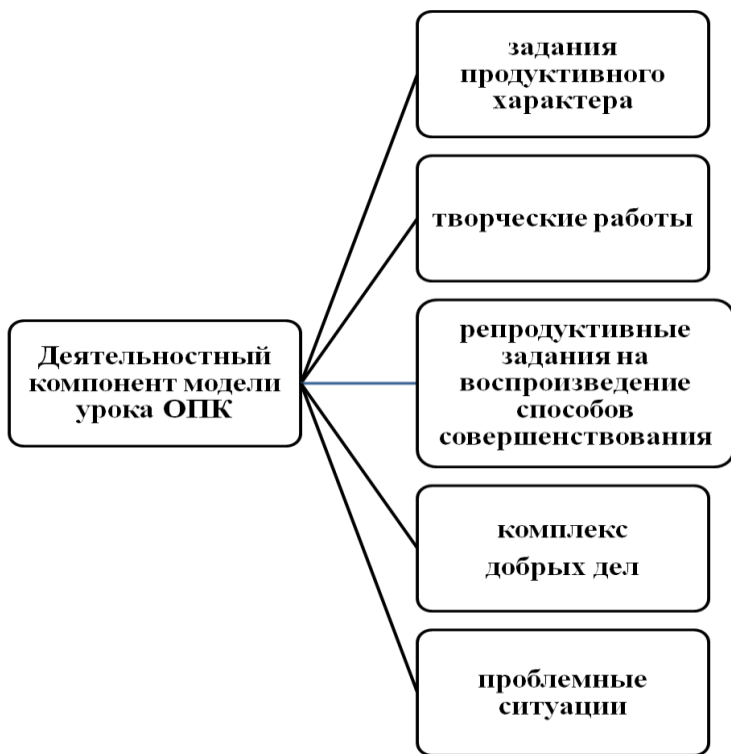 задания
продуктивного
характера
творческие работы
Деятельностный
компонент модели
урока ОПК
репродуктивные
задания на
воспроизведение
способов
совершенствования
комплекс
добрых дел
проблемные
ситуации